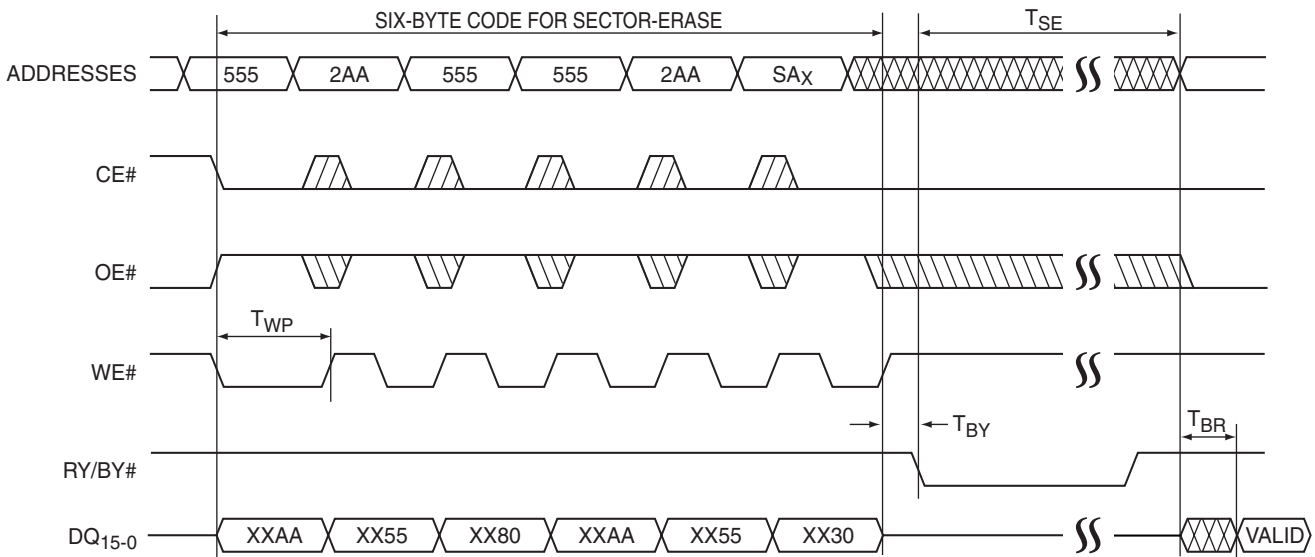 SIX-BYTE CODE FOR SECTOR-ERASE TSE
ADDRESSES 555 2AA 555 555 2AA SAX
CE#
OE#
TWP
WE#
TBY TBR
RY/BY#
DQ15-0 XXAA XX55 XX80 XXAA XX55 XX30 VALID